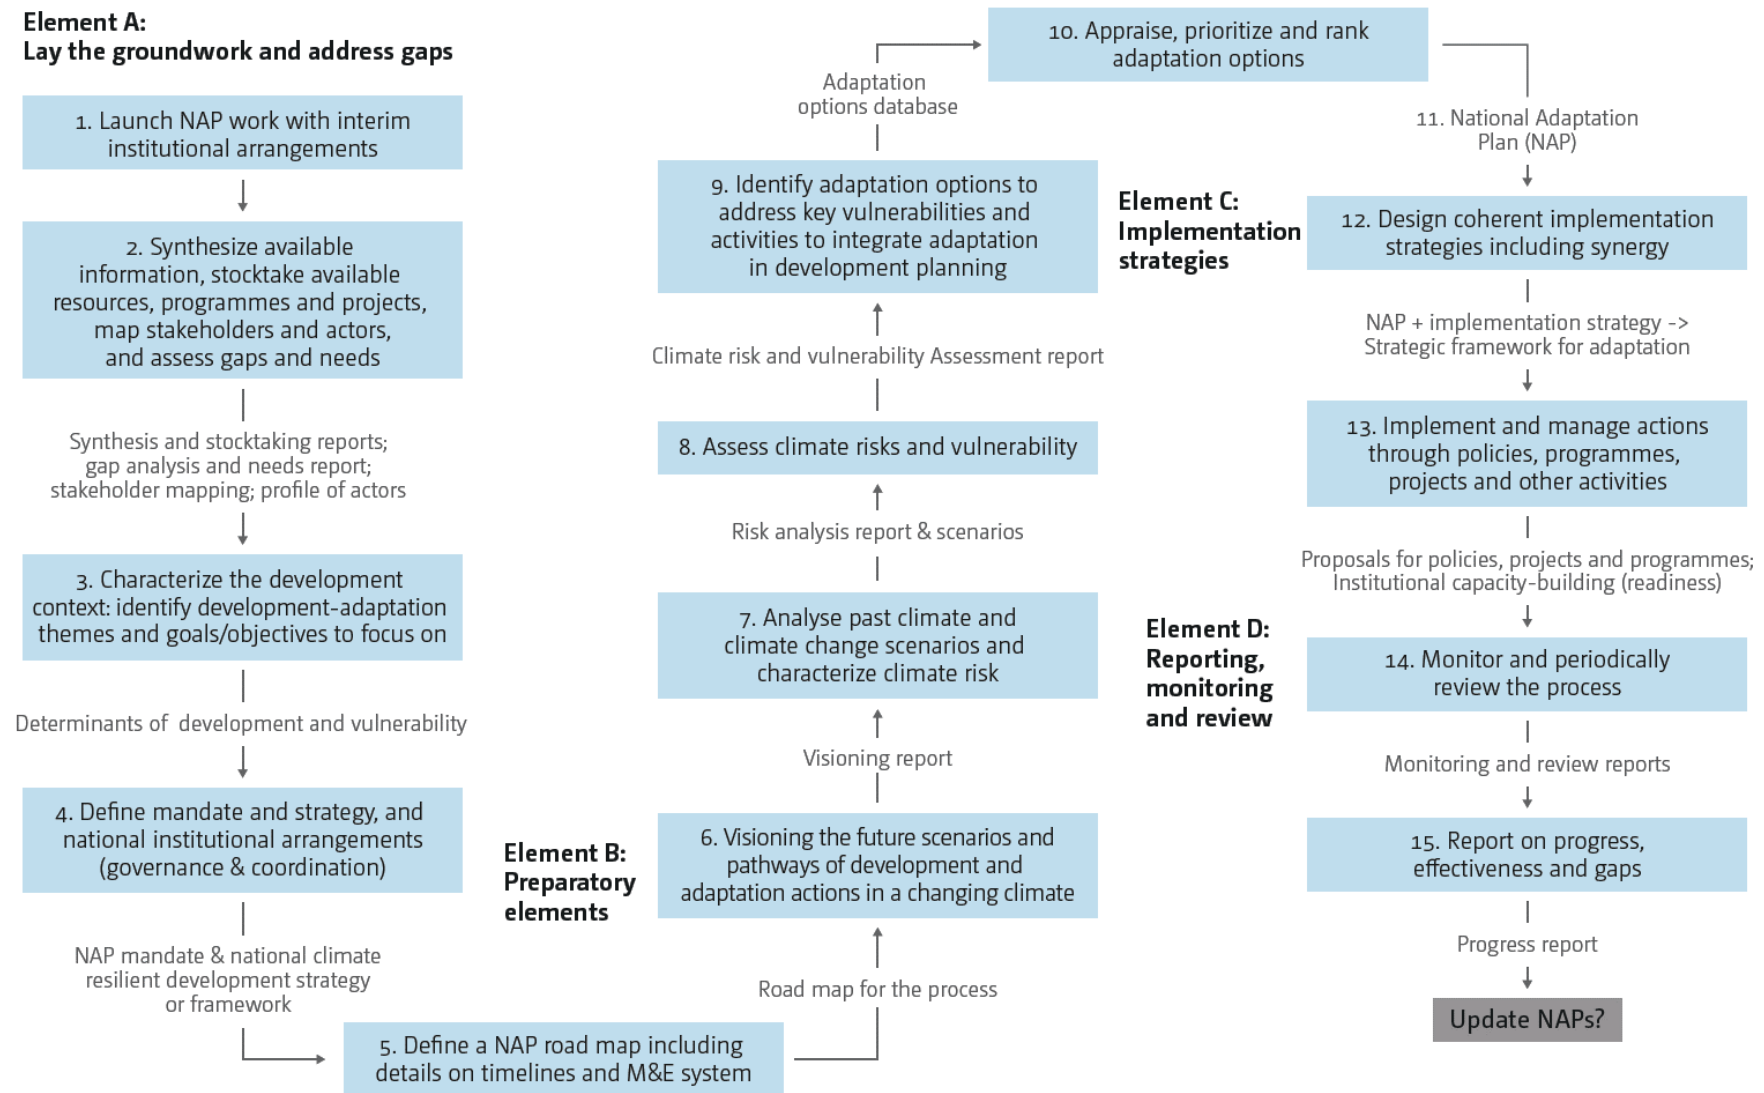 Element A:
Lay the groundwork and address gaps
1. Launch NAP work with interim
institutional arrangements
2. Synthesize available
information, stocktake available
resources, programmes and projects,
map stakeholders and actors,
and assess gaps and needs
Synthesis and stocktaking reports;
gap analysis and needs report;
stakeholder mapping; profile of actors
3. Characterize the development
context: identify development-adaptation
themes and goals/objectives to focus on
Determinants of development and vulnerability
4. Define mandate and strategy, and
national institutional arrangements
(governance & coordination)
NAP mandate & national climate
resilient development strategy
or framework
5. Define a NAP road map including
details on timelines and M&E system
Road map for the process
Element B:
Preparatory
elements
6. Visioning the future scenarios and
pathways of development and
adaptation actions in a changing climate
Visioning report
7. Analyse past climate and
climate change scenarios and
characterize climate risk
Risk analysis report & scenarios
8. Assess climate risks and vulnerability
Climate risk and vulnerability Assessment report
9. Identify adaptation options to
address key vulnerabilities and
activities to integrate adaptation
in development planning
Adaptation
options database
10. Appraise, prioritize and rank
adaptation options
11. National Adaptation
Plan (NAP)
Element C:
Implementation
strategies
12. Design coherent implementation
strategies including synergy
NAP + implementation strategy ->
Strategic framework for adaptation
13. Implement and manage actions
through policies, programmes,
projects and other activities
Proposals for policies, projects and programmes;
Institutional capacity-building (readiness)
Element D:
Reporting,
monitoring
and review
14. Monitor and periodically
review the process
Monitoring and review reports
15. Report on progress,
effectiveness and gaps
Progress report
Update NAPs?